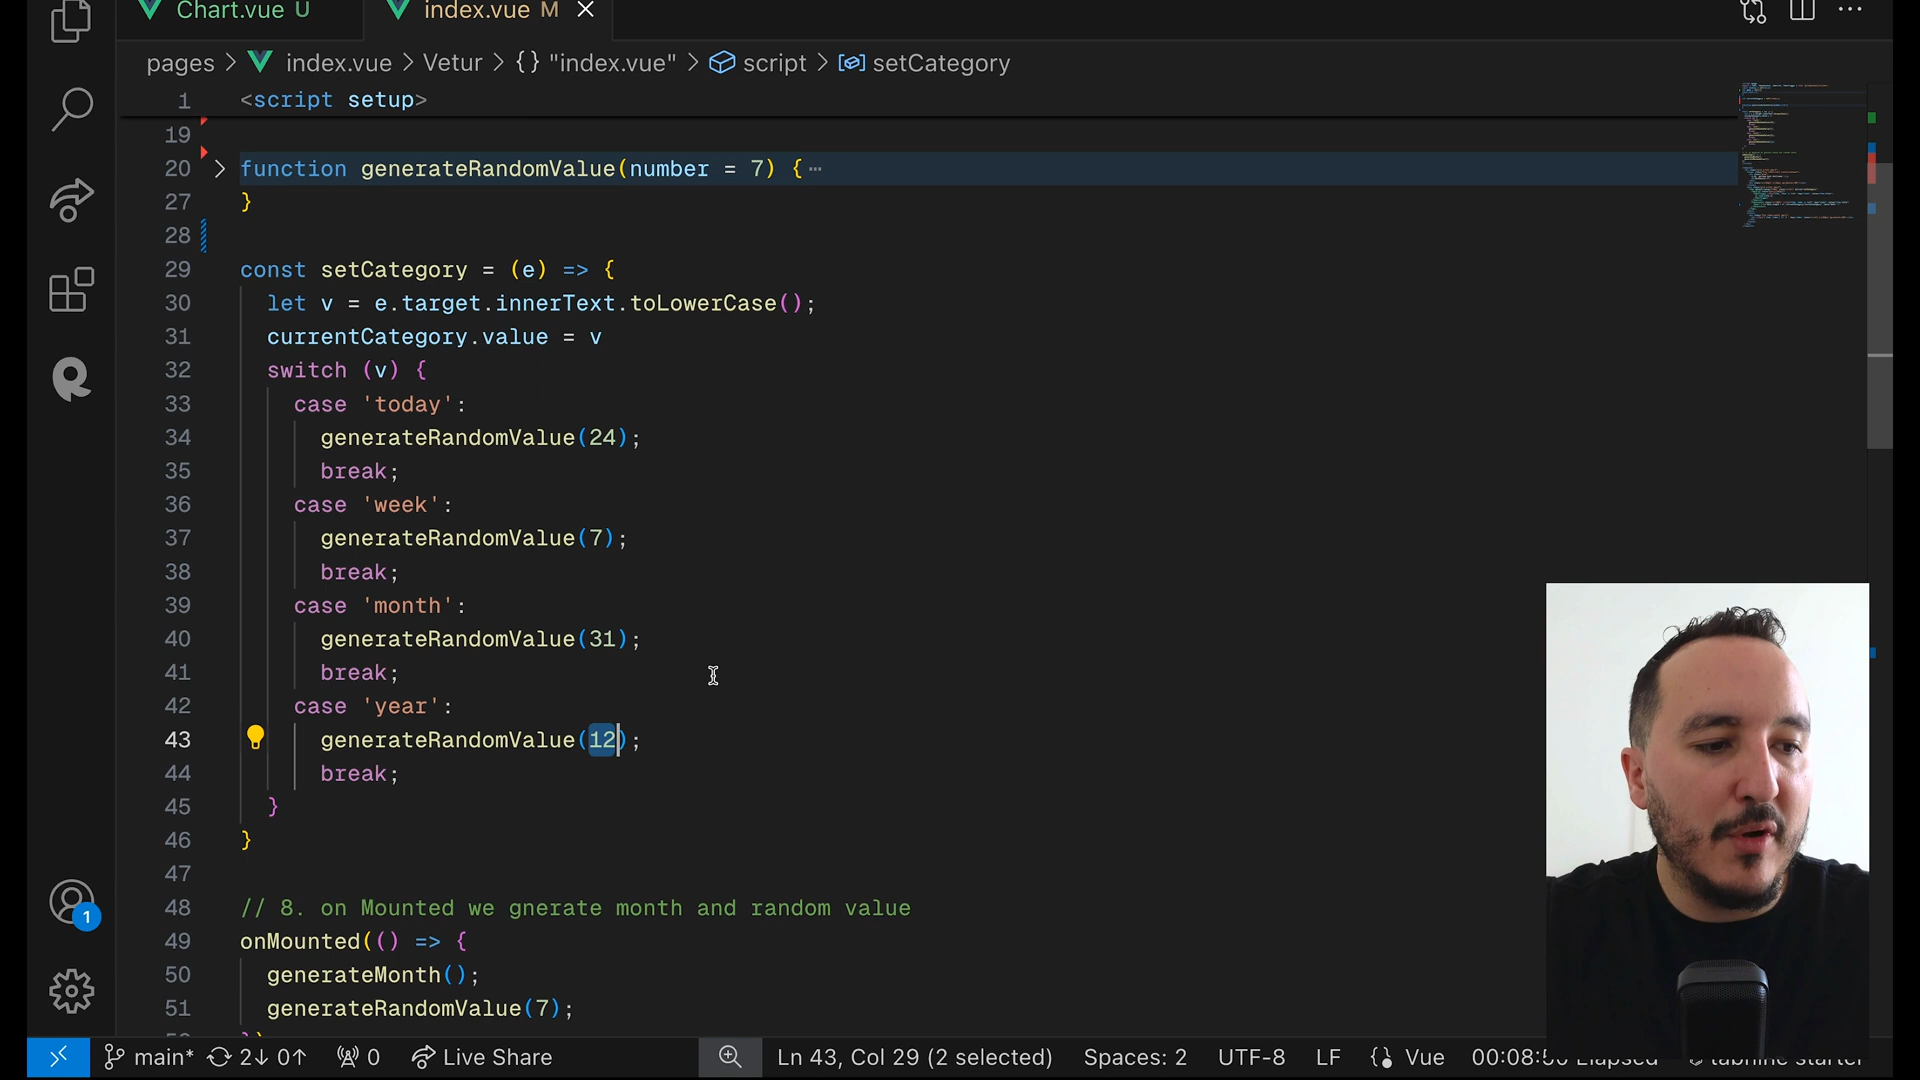 Chart.vue U
index.vue M
pages > index.vue > Vetur > {} "index.vue" > script > setCategory
1 <script setup>
19
20 function generateRandomValue(number = 7) {
27 }
28
29 const setCategory = (e) => {
30 let v = e.target.innerText.toLowerCase();
31 currentCategory.value = v
32 switch (v) {
33 case 'today':
34 generateRandomValue(24);
35 break;
36 case 'week':
37 generateRandomValue(7);
38 break;
39 case 'month':
40 generateRandomValue(31);
41 break;
42 case 'year':
43 generateRandomValue(12);
44 break;
45 }
46 }
47
48 // 8. on Mounted we gnerate month and random value
49 onMounted(() => {
50 generateMonth();
51 generateRandomValue(7);
1
main* 2↓ 0↑ 0 Live Share Ln 43, Col 29 (2 selected) Spaces: 2 UTF-8 LF Vue Elapsed tabnine starter